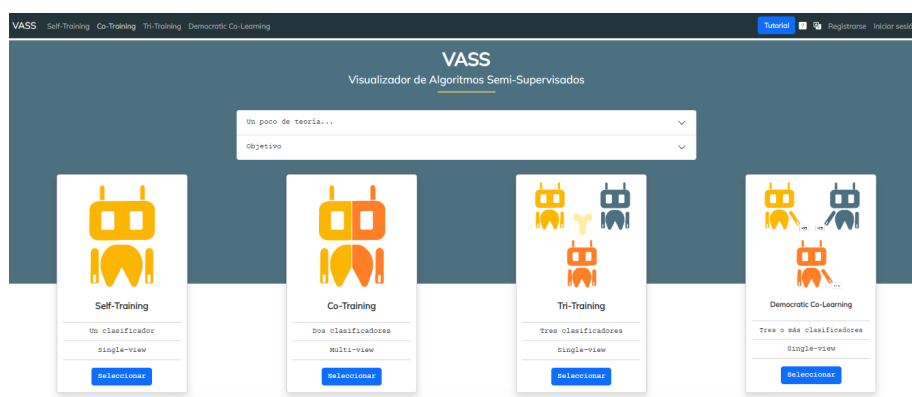 VASS Self-Training Co-Training Tri-Training Democratic Co-Learning Tutorial Registrarse Iniciar sesió
VASS
Visualizador de Algoritmos Semi-Supervisados
Un poco de teoría...
Objetivo
Self-Training
Un clasificador
Single-view
Seleccionar
Co-Training
Dos clasificadores
Multi-view
Seleccionar
Tri-Training
Tres clasificadores
Single-view
Seleccionar
Democratic Co-Learning
Tres o más clasificadores
Single-view
Seleccionar